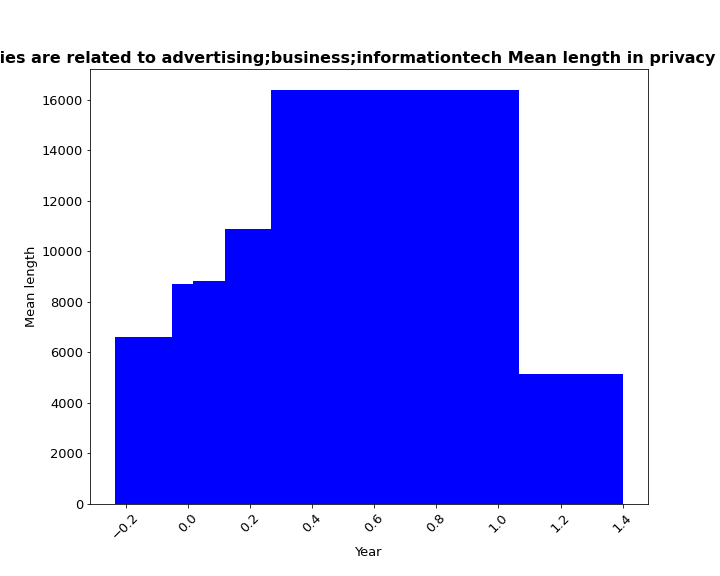 ies are related to advertising;business;informationtech Mean length in privacy
16000
14000
12000
10000
8000
6000
4000
2000
0
Mean length
−0.2 0.0 0.2 0.4 0.6 0.8 1.0 1.2 1.4
Year